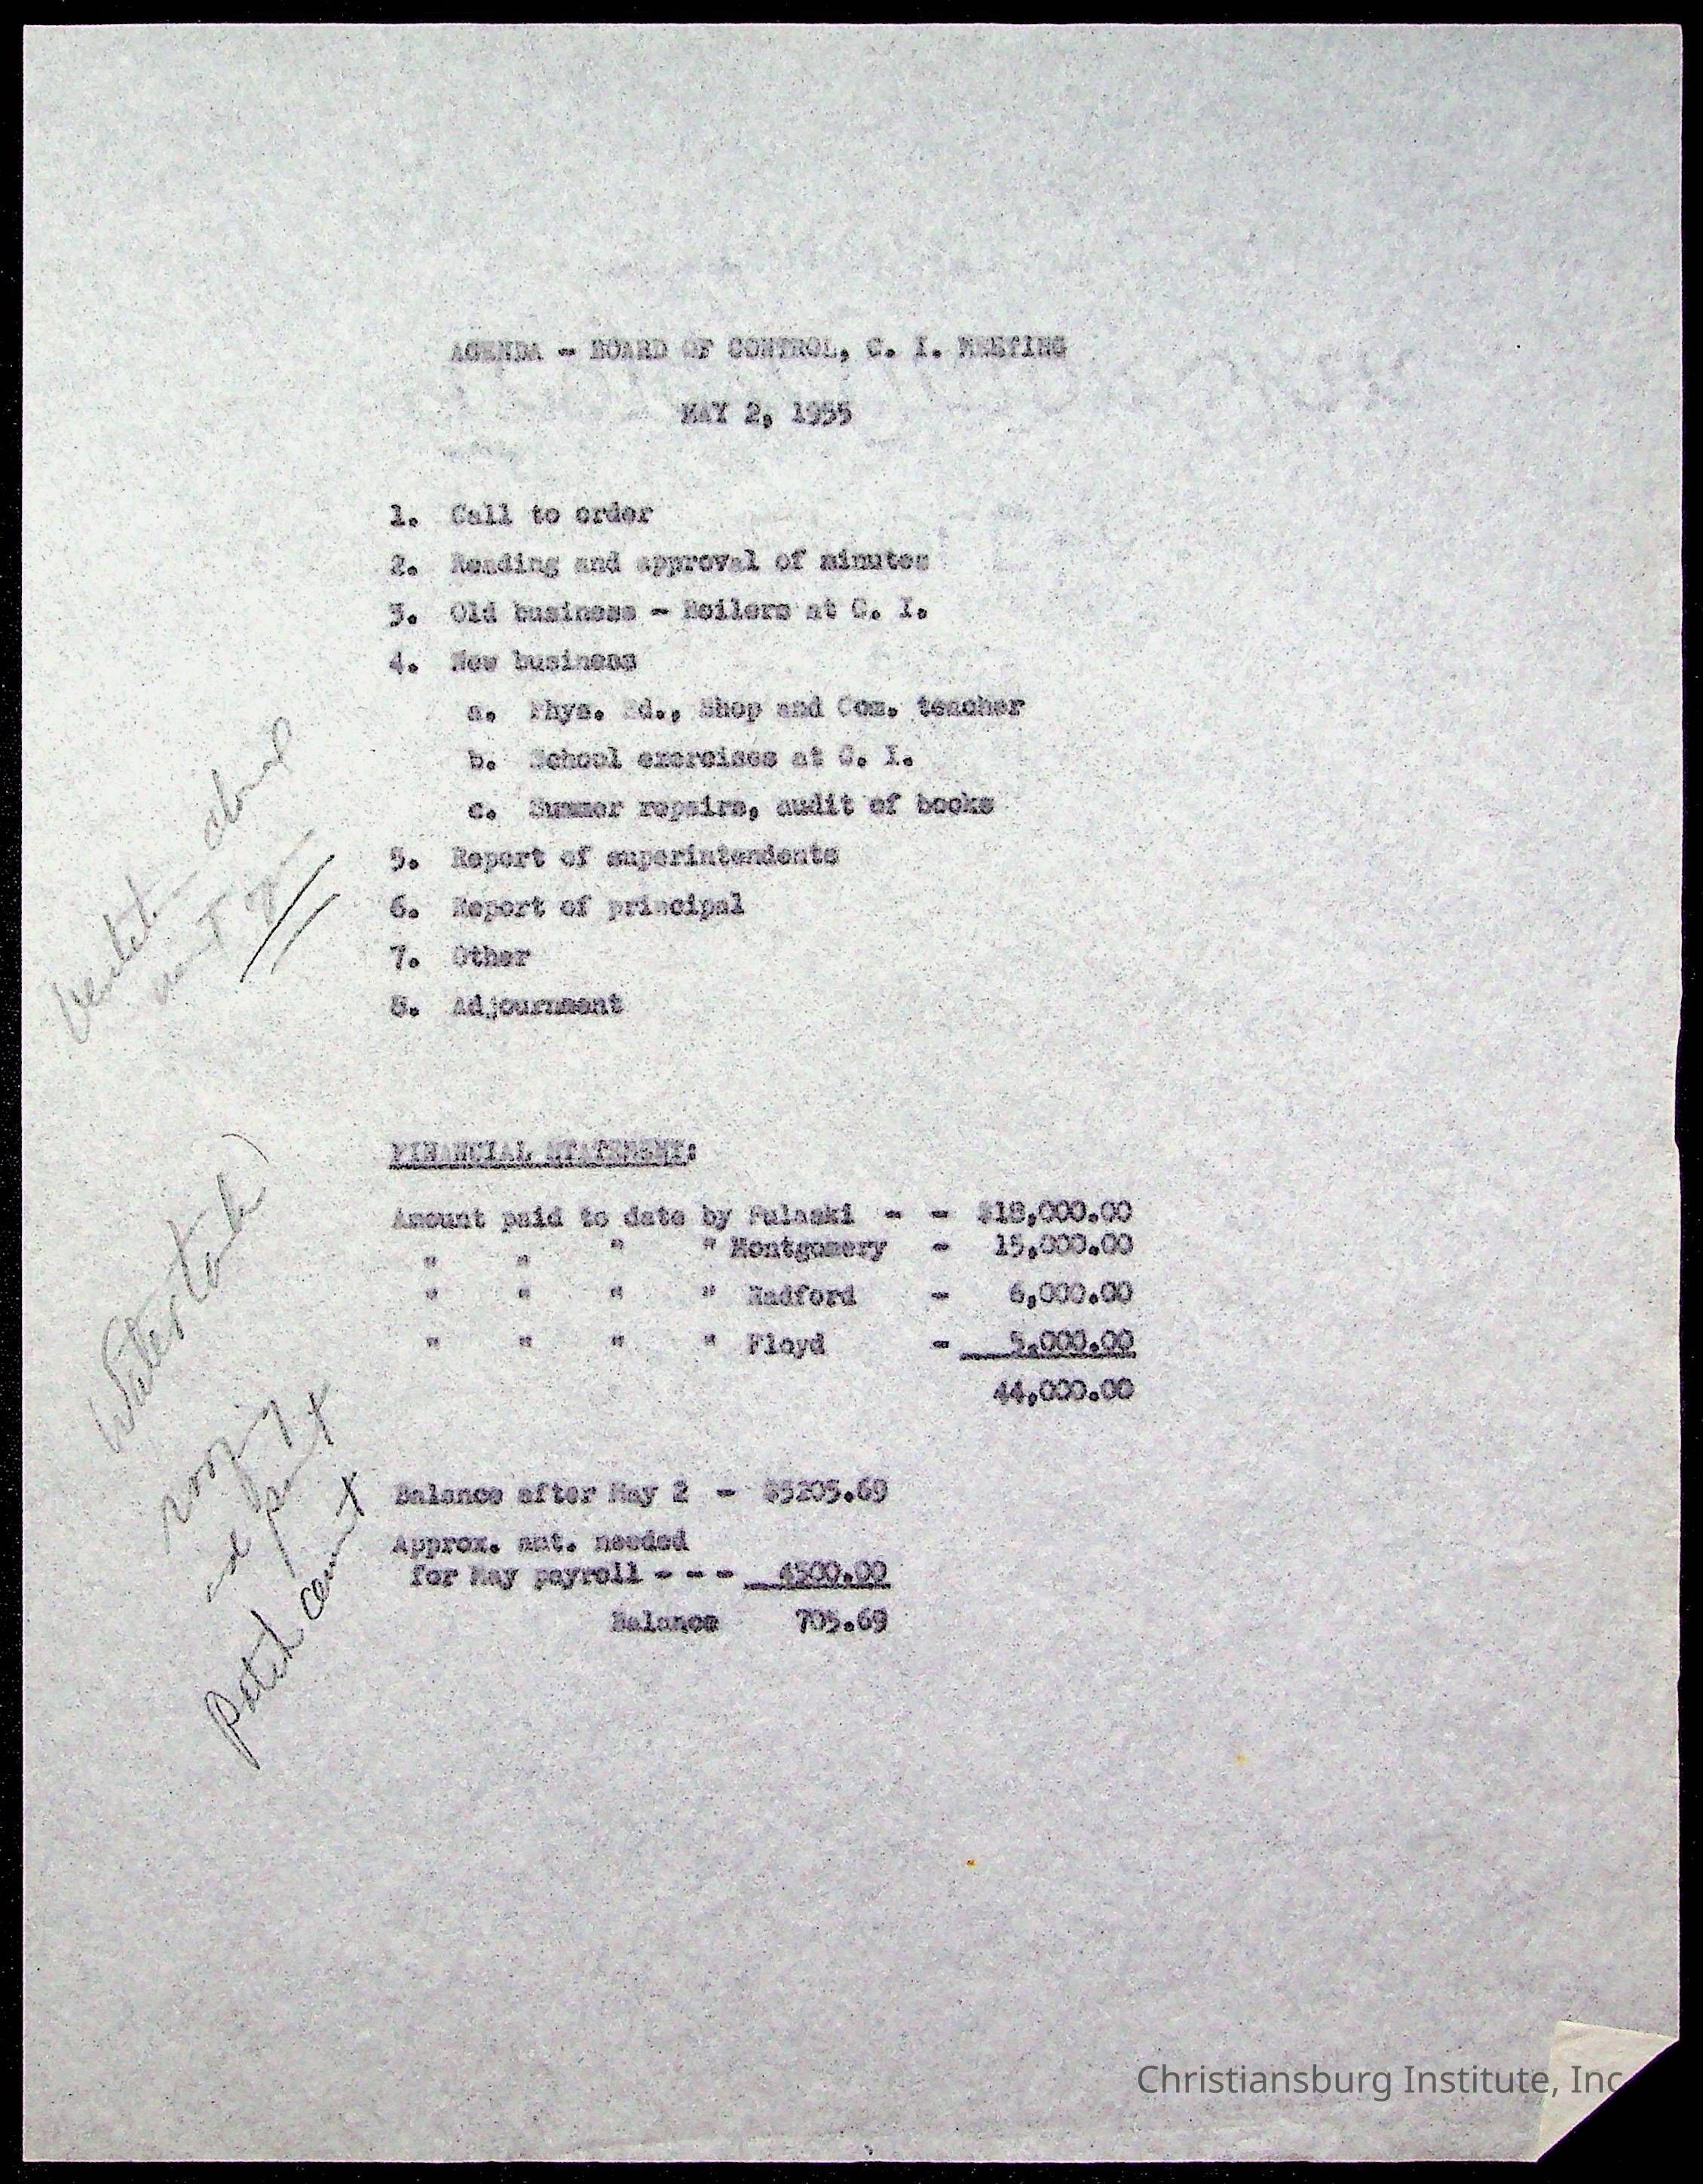 AGENDA - BOARD OF CONTROL, C. I. MEETING
MAY 2, 1955
1. Call to order
2. Reading and approval of minutes
3. Old business - Boilers at C. I.
4. New business
a. Phys. Ed., Shop and Com. teacher
b. School exercises at C. I.
c. Summer repairs, audit of books
5. Report of superintendents
6. Report of principal
7. Other
8. Adjournment
FINANCIAL STATEMENT:
Amount paid to date by Pulaski - - $18,000.00
" " " " Montgomery - 15,000.00
" " " " Radford - 6,000.00
" " " " Floyd - 5,000.00
44,000.00
Balance after May 2 - $5205.69
Approx. amt. needed
for May payroll - - - 4500.00
Balance 705.69
Watertank)
paint
patch cement
Christiansburg Institute, Inc